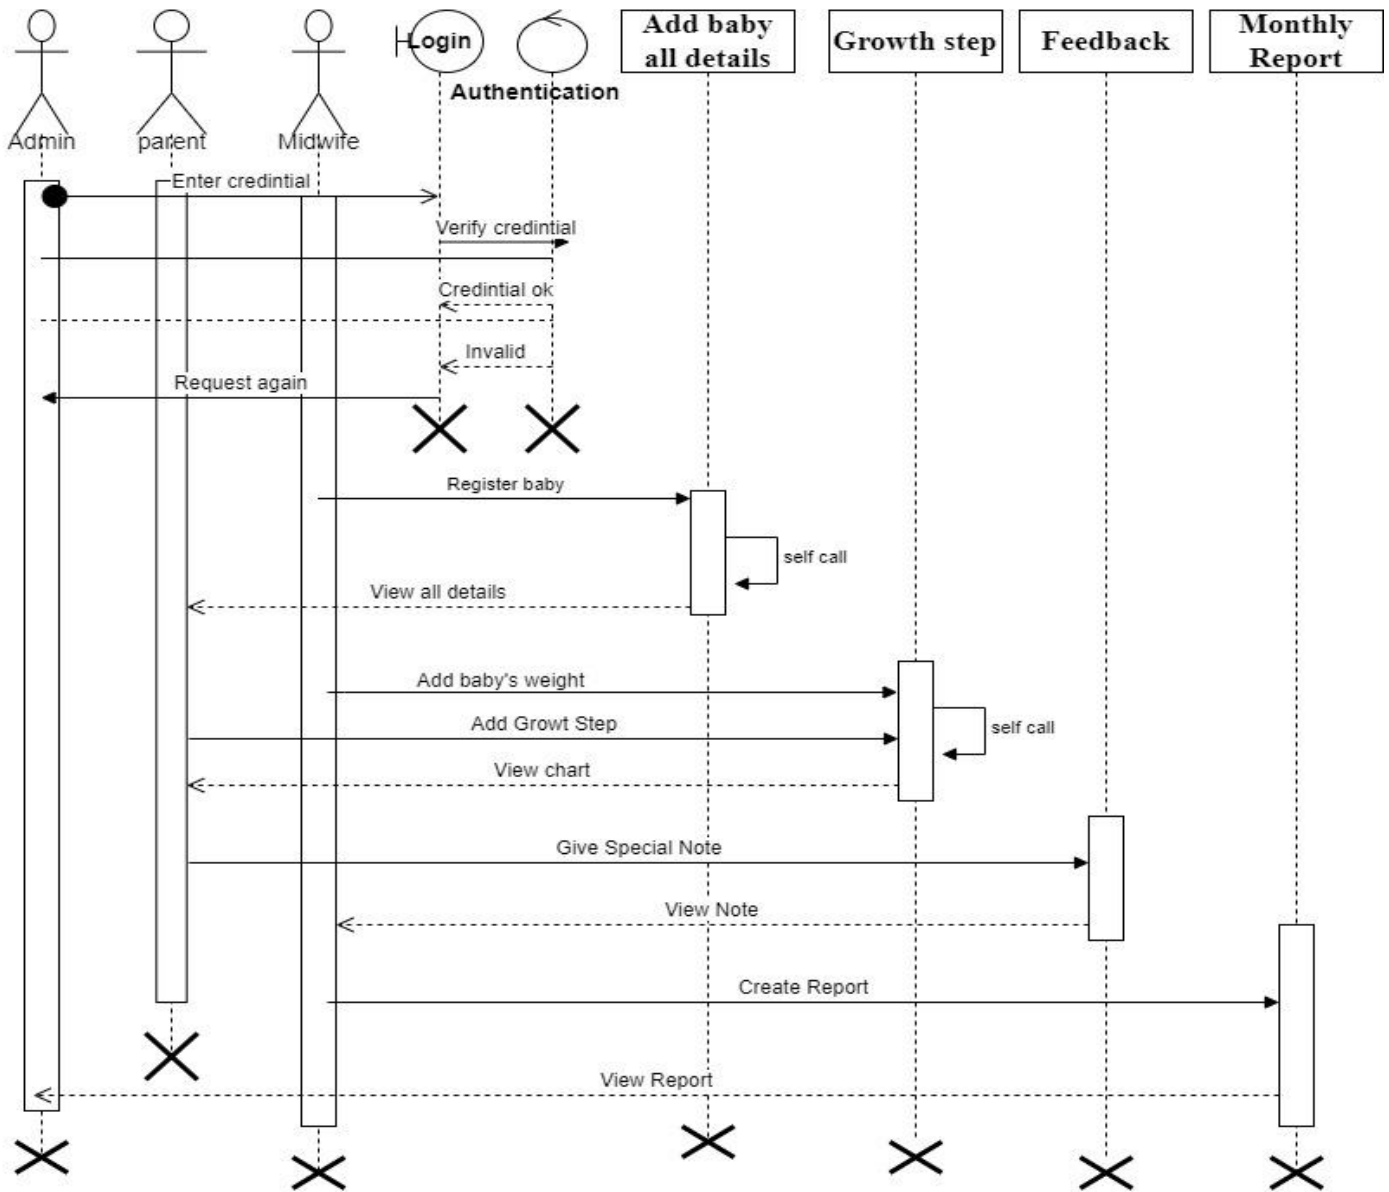 Login
Authentication
Add baby
all details
Growth step
Feedback
Monthly
Report
Admin
parent
Midwife
Enter credintial
Verify credintial
Credintial ok
Invalid
Request again
Register baby
self call
View all details
Add baby's weight
Add Growt Step
self call
View chart
Give Special Note
View Note
Create Report
View Report